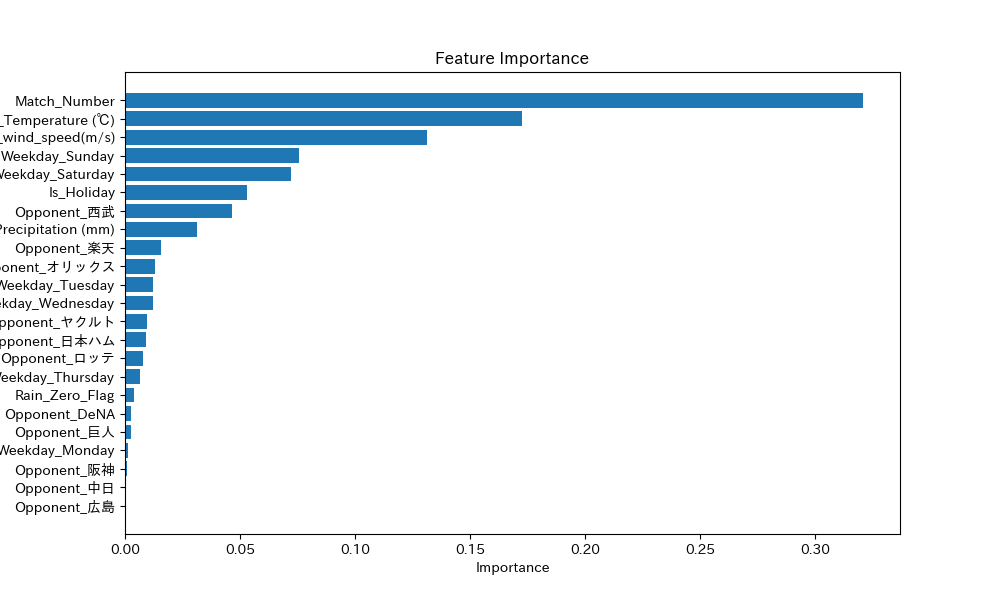 Feature Importance
Match_Number
_Temperature (℃)
_wind_speed(m/s)
Weekday_Sunday
Weekday_Saturday
Is_Holiday
Opponent_西武
Precipitation (mm)
Opponent_楽天
ponent_オリックス
Weekday_Tuesday
ekday_Wednesday
pponent_ヤクルト
pponent_日本ハム
Opponent_ロッテ
Weekday_Thursday
Rain_Zero_Flag
Opponent_DeNA
Opponent_巨人
Weekday_Monday
Opponent_阪神
Opponent_中日
Opponent_広島
0.00 0.05 0.10 0.15 0.20 0.25 0.30
Importance